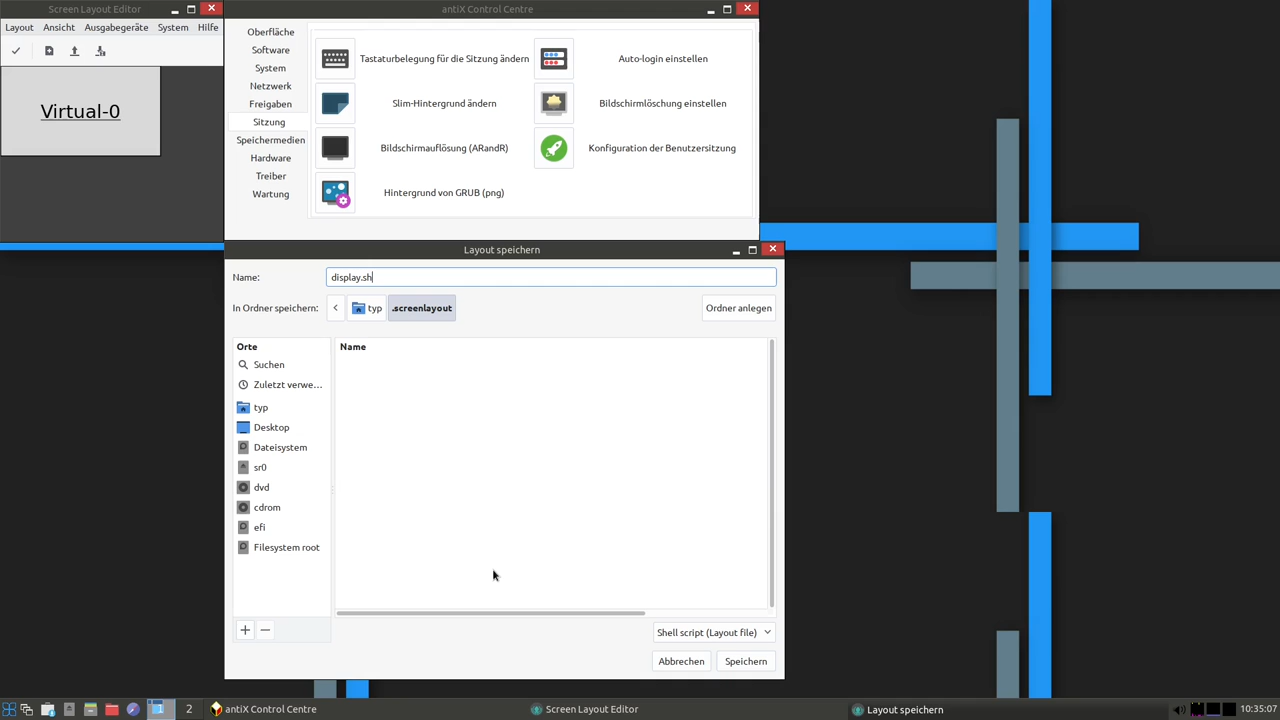 Screen Layout Editor
Layout Ansicht Ausgabegeräte System Hilfe
Virtual-0
antiX Control Centre
Oberfläche
Software
System
Netzwerk
Freigaben
Sitzung
Speichermedien
Hardware
Treiber
Wartung
Tastaturbelegung für die Sitzung ändern
Auto-login einstellen
Slim-Hintergrund ändern
Bildschirmlöschung einstellen
Bildschirmauflösung (ARandR)
Konfiguration der Benutzersitzung
Hintergrund von GRUB (png)
Layout speichern
Name: display.sh
In Ordner speichern: typ .screenlayout Ordner anlegen
Orte
Suchen
Zuletzt verwe...
typ
Desktop
Dateisystem
sr0
dvd
cdrom
efi
Filesystem root
Name
Shell script (Layout file)
Abbrechen Speichern
1 2 antiX Control Centre Screen Layout Editor Layout speichern 10:35:07